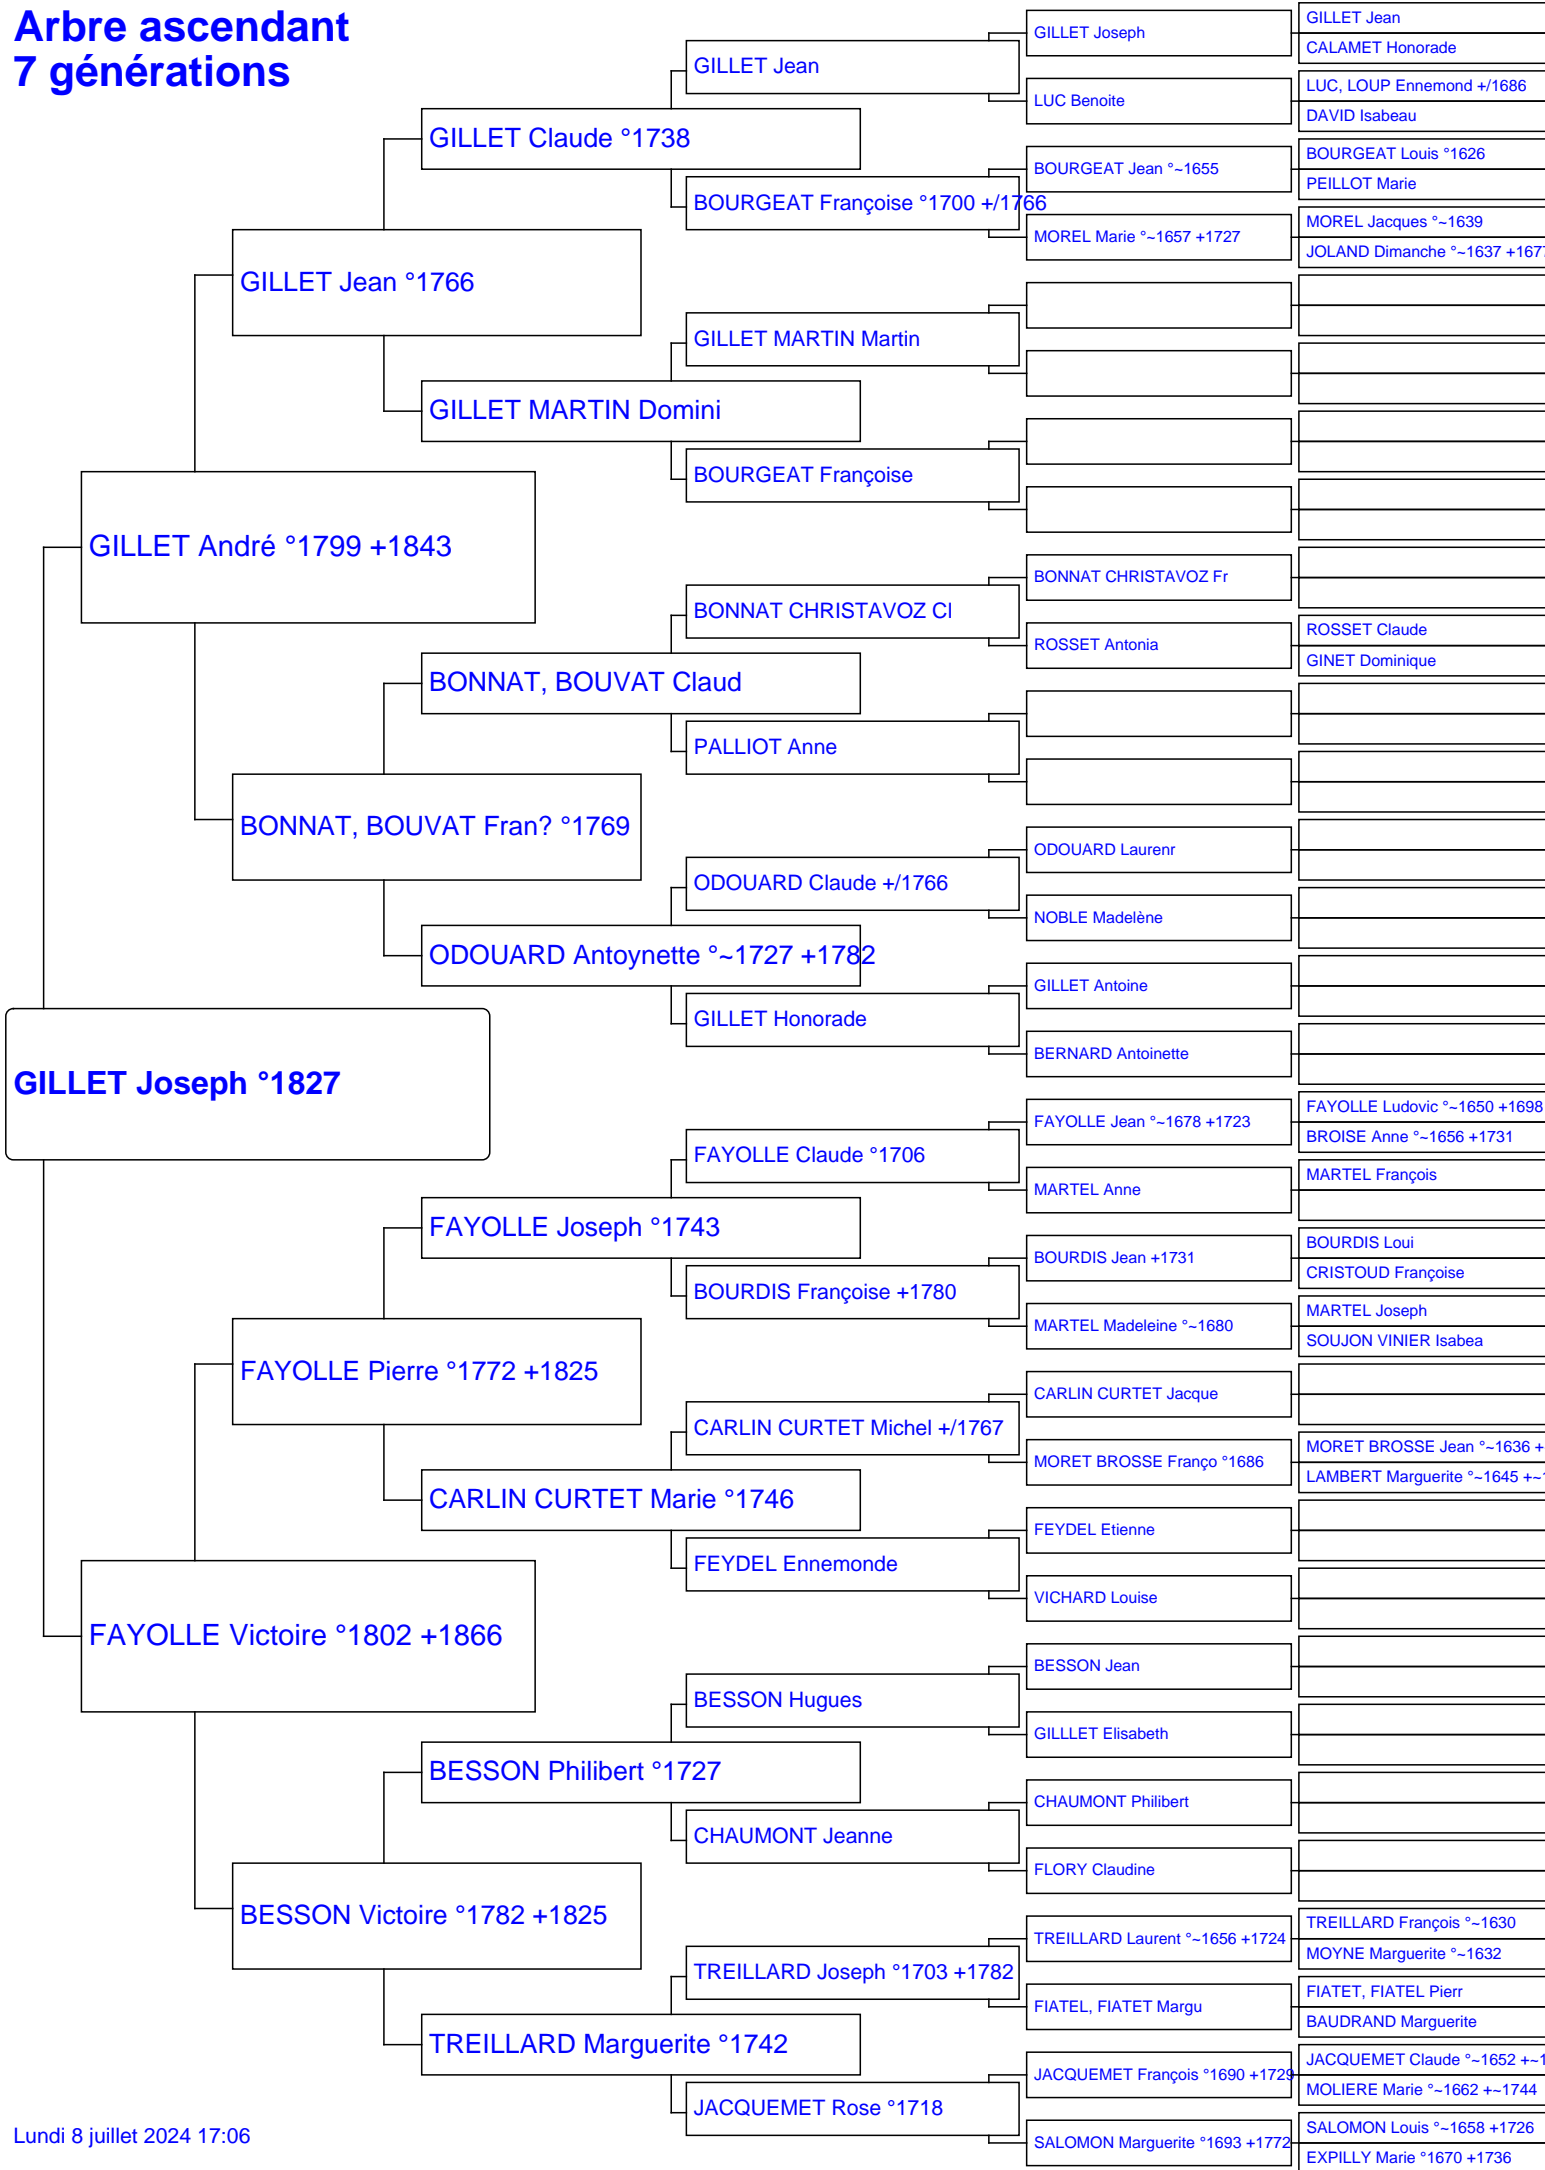 Arbre ascendant
7 générations
GILLET Joseph °1827
GILLET André °1799 +1843
FAYOLLE Victoire °1802 +1866
GILLET Jean °1766
BONNAT, BOUVAT Fran? °1769
FAYOLLE Pierre °1772 +1825
BESSON Victoire °1782 +1825
GILLET Claude °1738
GILLET MARTIN Domini
BONNAT, BOUVAT Claud
ODOUARD Antoynette °~1727 +1782
FAYOLLE Joseph °1743
CARLIN CURTET Marie °1746
BESSON Philibert °1727
TREILLARD Marguerite °1742
GILLET Jean
BOURGEAT Françoise °1700 +/1766
GILLET MARTIN Martin
BOURGEAT Françoise
BONNAT CHRISTAVOZ Cl
PALLIOT Anne
ODOUARD Claude +/1766
GILLET Honorade
FAYOLLE Claude °1706
BOURDIS Françoise +1780
CARLIN CURTET Michel +/1767
FEYDEL Ennemonde
BESSON Hugues
CHAUMONT Jeanne
TREILLARD Joseph °1703 +1782
JACQUEMET Rose °1718
GILLET Joseph
LUC Benoite
BOURGEAT Jean °~1655
MOREL Marie °~1657 +1727
BONNAT CHRISTAVOZ Fr
ROSSET Antonia
ODOUARD Laurenr
NOBLE Madelène
GILLET Antoine
BERNARD Antoinette
FAYOLLE Jean °~1678 +1723
MARTEL Anne
BOURDIS Jean +1731
MARTEL Madeleine °~1680
CARLIN CURTET Jacque
MORET BROSSE Franço °1686
FEYDEL Etienne
VICHARD Louise
BESSON Jean
GILLLET Elisabeth
CHAUMONT Philibert
FLORY Claudine
TREILLARD Laurent °~1656 +1724
FIATEL, FIATET Margu
JACQUEMET François °1690 +1729
SALOMON Marguerite °1693 +1772
GILLET Jean
CALAMET Honorade
LUC, LOUP Ennemond +/1686
DAVID Isabeau
BOURGEAT Louis °1626
PEILLOT Marie
MOREL Jacques °~1639
JOLAND Dimanche °~1637 +1677
ROSSET Claude
GINET Dominique
FAYOLLE Ludovic °~1650 +1698
BROISE Anne °~1656 +1731
MARTEL François
BOURDIS Loui
CRISTOUD Françoise
MARTEL Joseph
SOUJON VINIER Isabea
MORET BROSSE Jean °~1636 +
LAMBERT Marguerite °~1645 +~1
TREILLARD François °~1630
MOYNE Marguerite °~1632
FIATET, FIATEL Pierr
BAUDRAND Marguerite
JACQUEMET Claude °~1652 +~1
MOLIERE Marie °~1662 +~1744
SALOMON Louis °~1658 +1726
EXPILLY Marie °1670 +1736
Lundi 8 juillet 2024 17:06